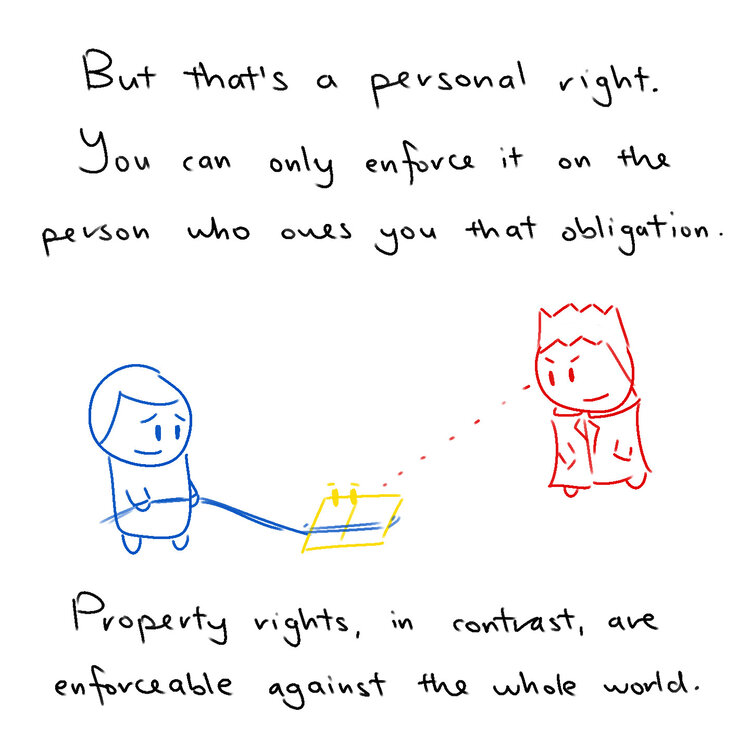 But that's a personal right.
You can only enforce it on the
person who owes you that obligation.
Property rights, in contrast, are
enforceable against the whole world.